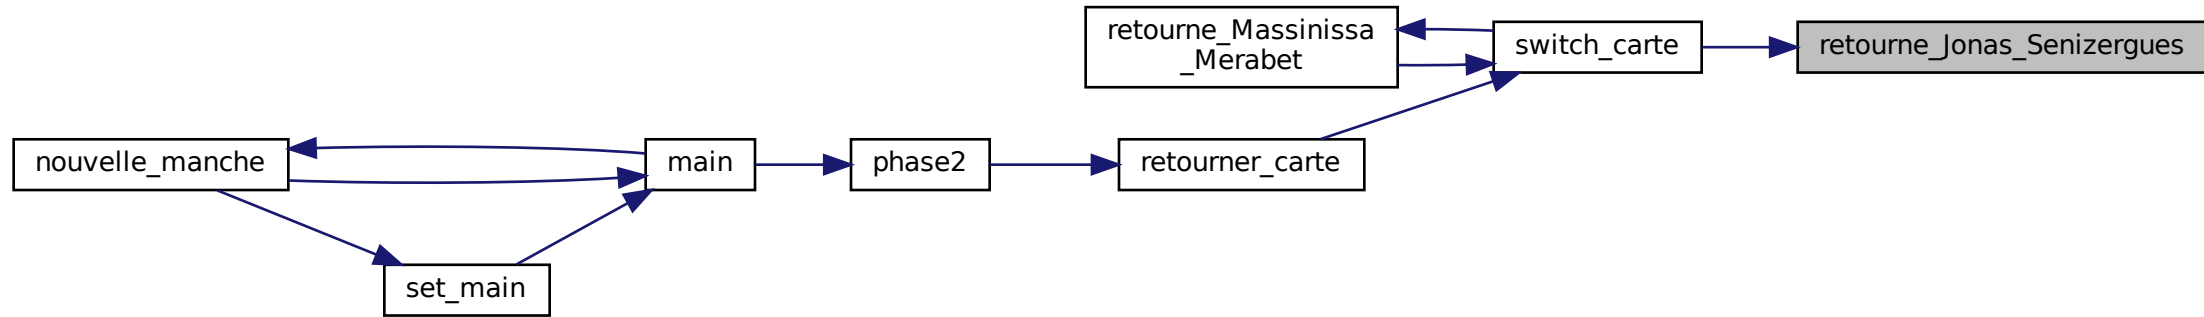 retourne_Massinissa
_Merabet
switch_carte
retourne_Jonas_Senizergues
nouvelle_manche
main
phase2
retourner_carte
set_main